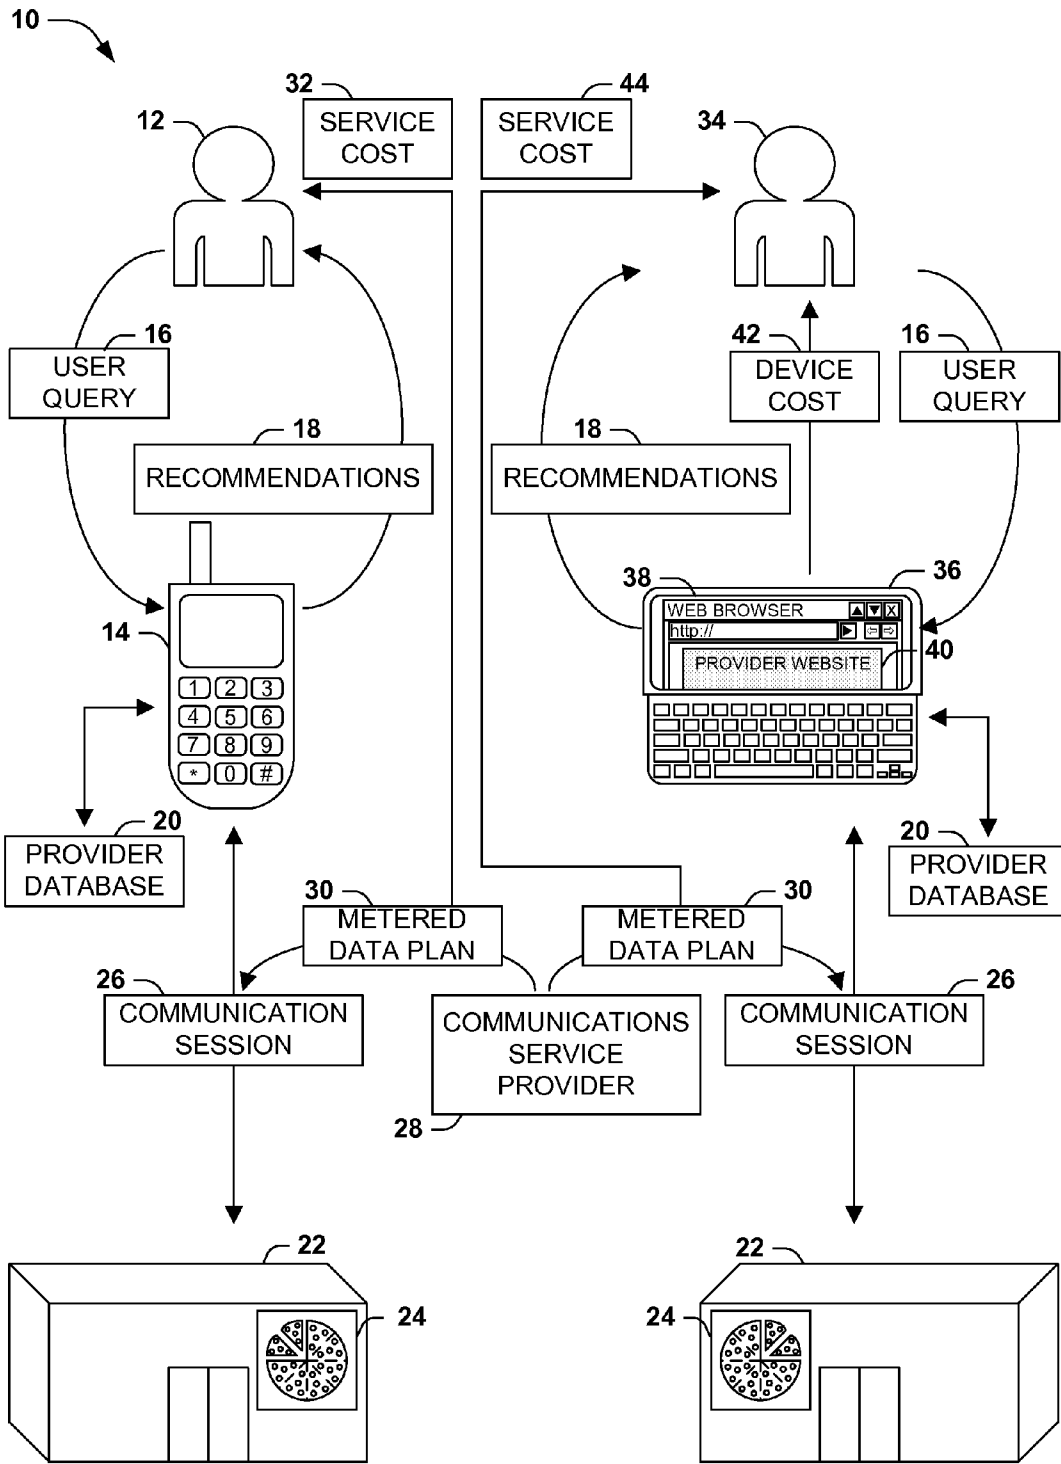 10
32
44
12
34
SERVICE
COST
SERVICE
COST
16
42
16
USER
QUERY
DEVICE
COST
USER
QUERY
18
18
RECOMMENDATIONS
RECOMMENDATIONS
38
36
WEB BROWSER
X
http://
14
40
PROVIDER WEBSITE
1 2 3
4 5 6
7 8 9
* 0 #
20
20
PROVIDER
DATABASE
PROVIDER
DATABASE
30
30
METERED
DATA PLAN
METERED
DATA PLAN
26
26
COMMUNICATION
SESSION
COMMUNICATIONS
SERVICE
PROVIDER
COMMUNICATION
SESSION
28
22
22
24
24